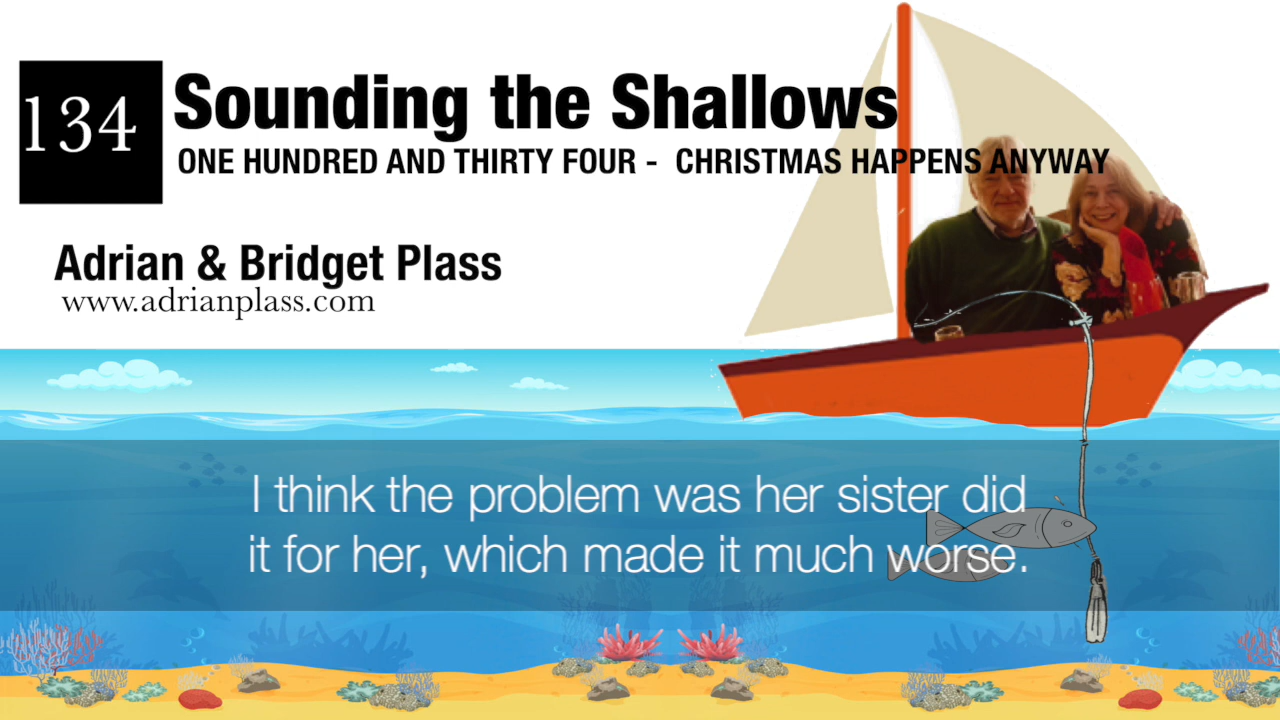 134
Sounding the Shallows
ONE HUNDRED AND THIRTY FOUR - CHRISTMAS HAPPENS ANYWAY
Adrian & Bridget Plass
www.adrianplass.com
I think the problem was her sister did
it for her, which made it much worse.